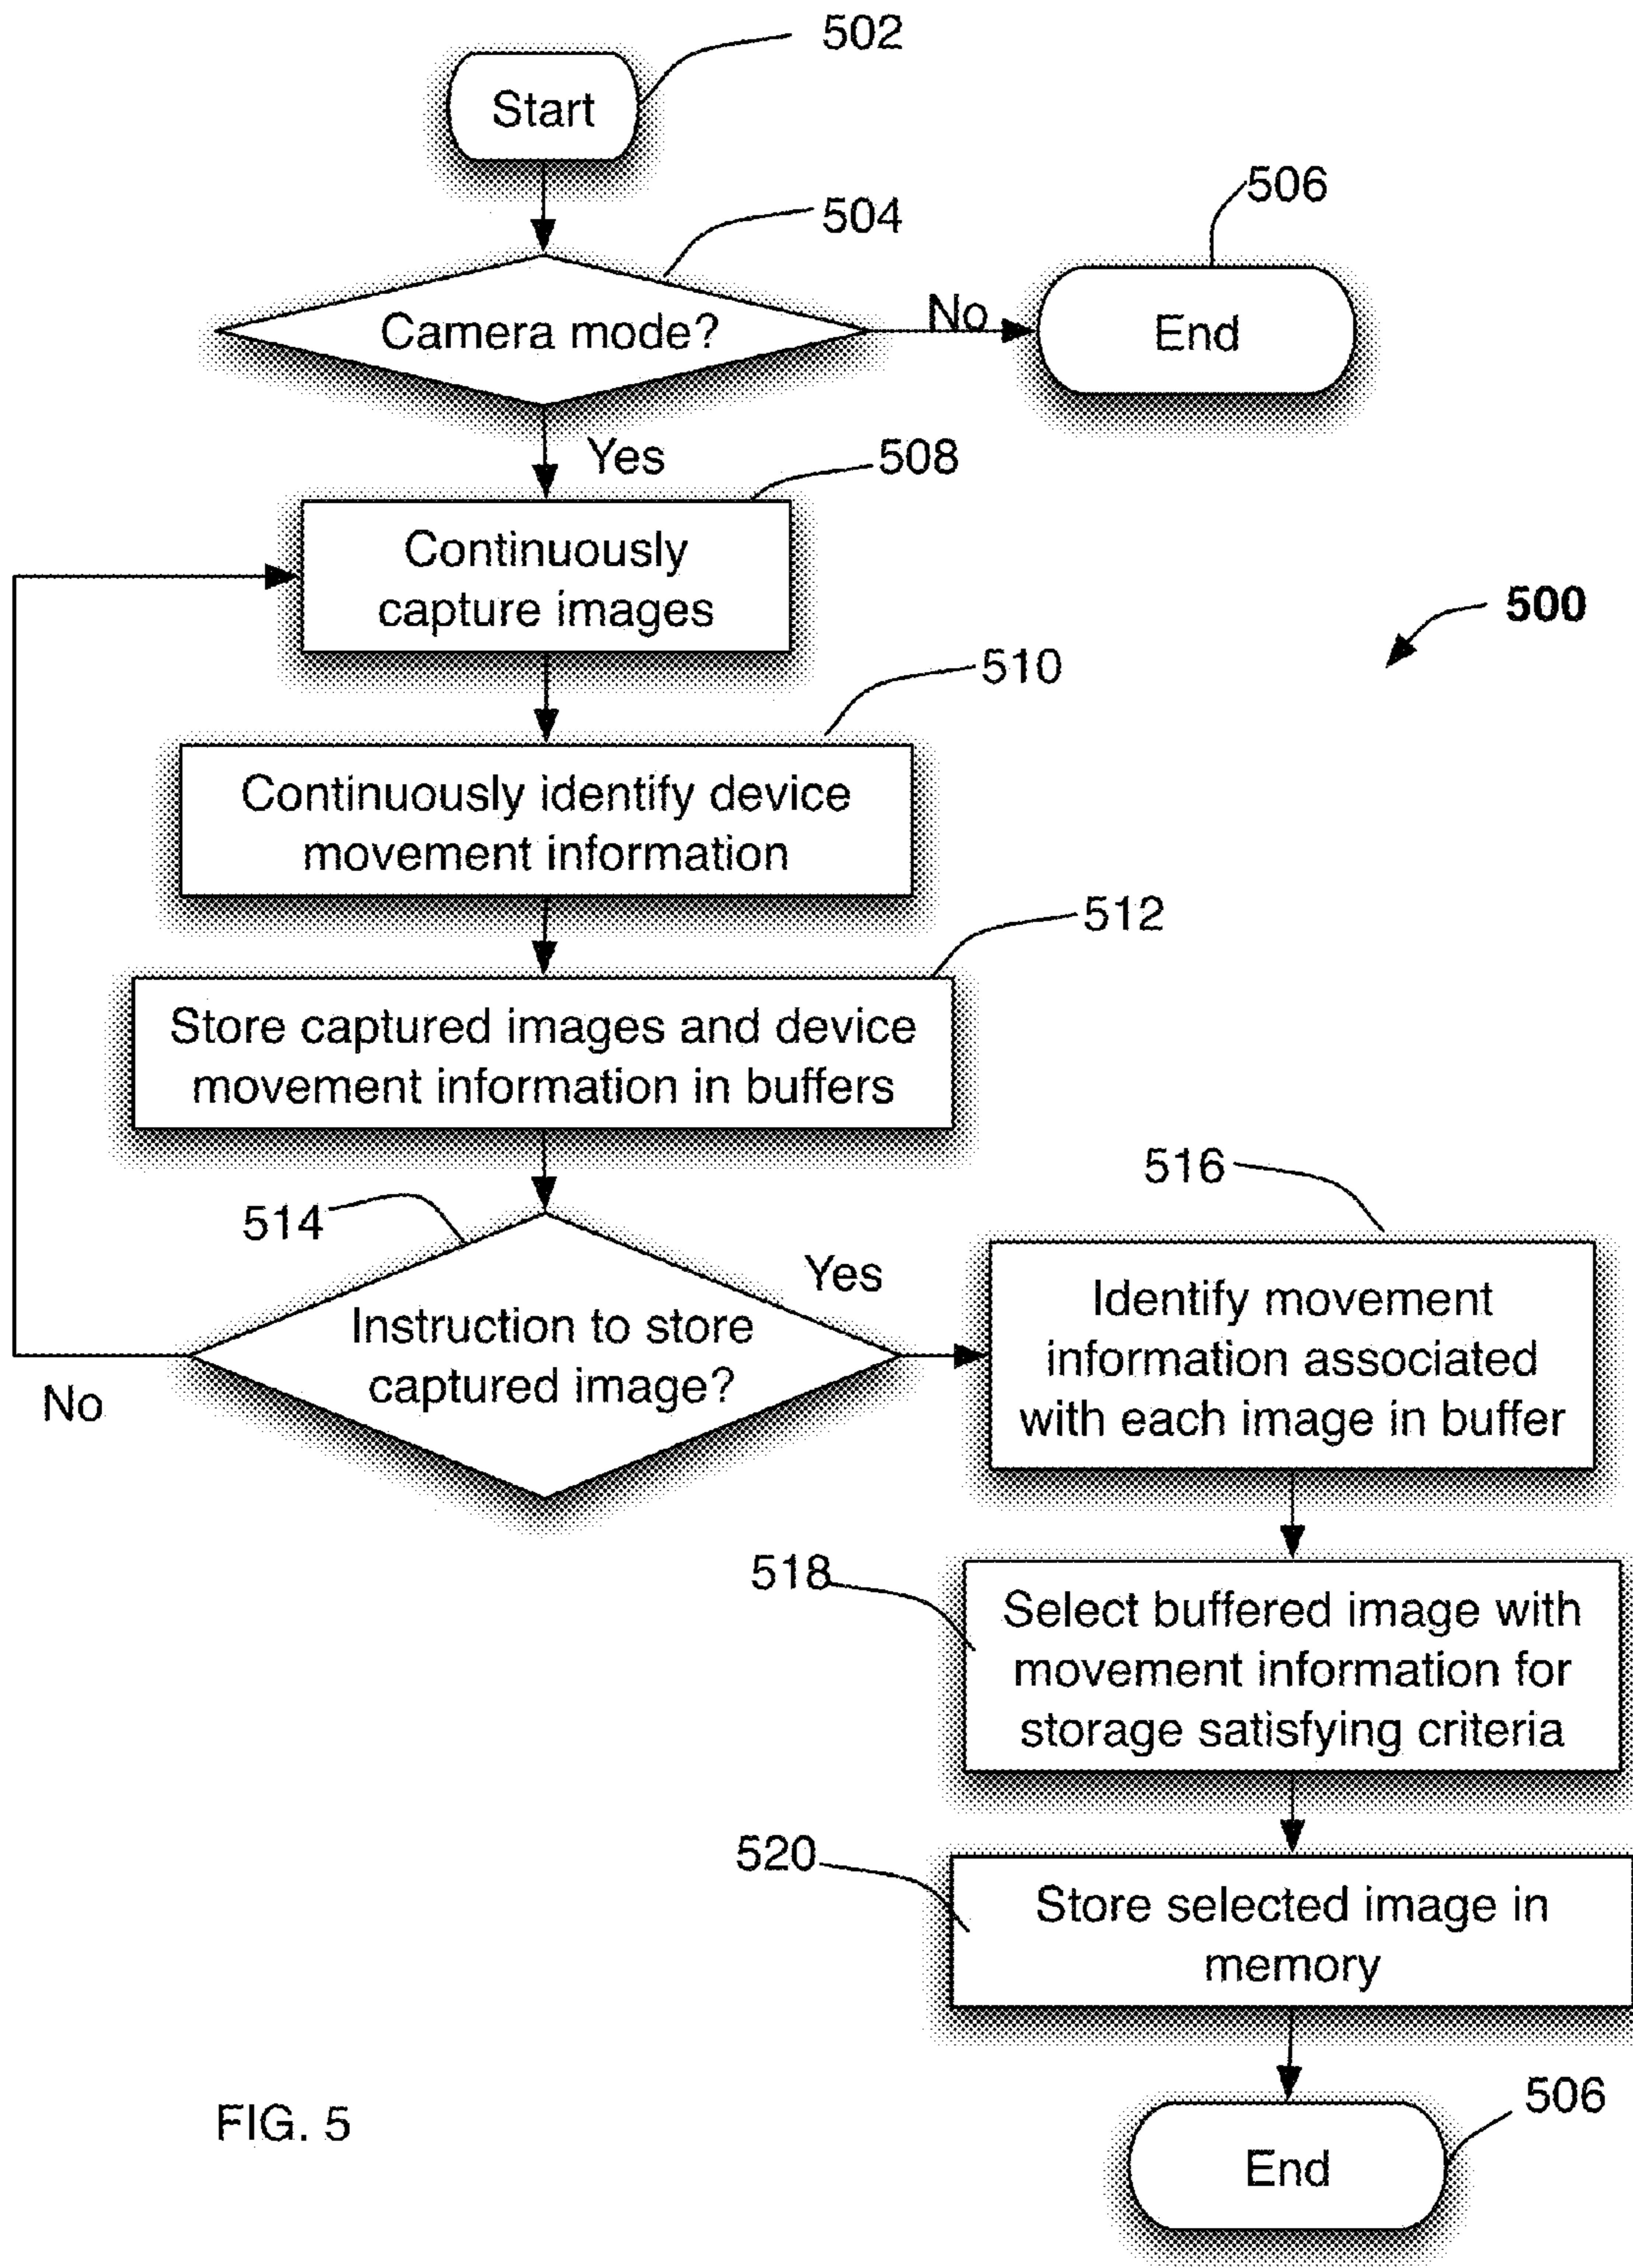 502
Start
504
506
Camera mode?
No
End
Yes
508
Continuously
capture images
500
510
Continuously identify device
movement information
512
Store captured images and device
movement information in buffers
514
516
Yes
Instruction to store
captured image?
No
Identify movement
information associated
with each image in buffer
518
Select buffered image with
movement information for
storage satisfying criteria
520
Store selected image in
memory
506
End
FIG. 5